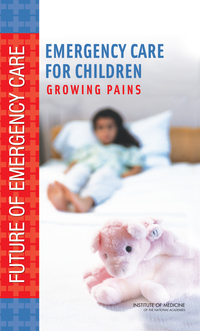 FUTURE OF EMERGENCY CARE
EMERGENCY CARE
FOR CHILDREN
GROWING PAINS
INSTITUTE OF MEDICINE
OF THE NATIONAL ACADEMIES